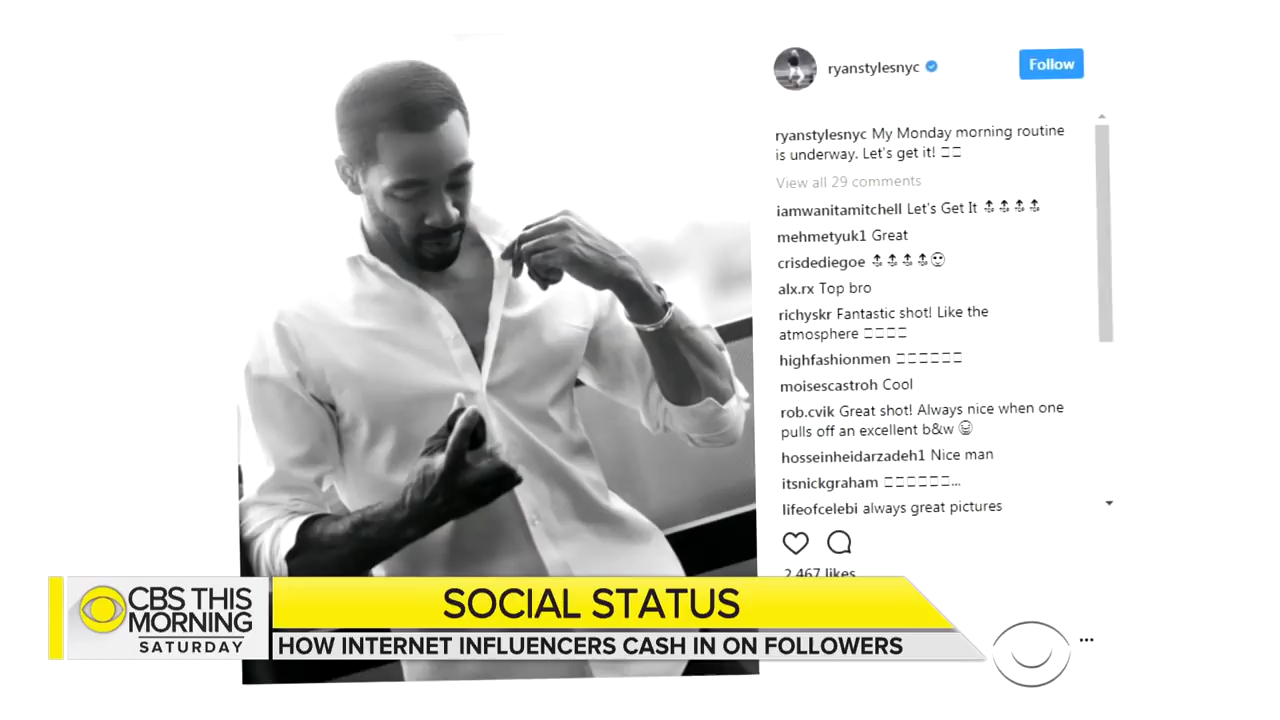 ryanstylesnyc
Follow
ryanstylesnyc My Monday morning routine
is underway. Let's get it!
View all 29 comments
iamwanitamitchell Let's Get It
mehmetyuk1 Great
crisdediegoe
alx.rx Top bro
richyskr Fantastic shot! Like the
atmosphere
highfashionmen
moisescastroh Cool
rob.cvik Great shot! Always nice when one
pulls off an excellent b&w
hosseinheidarzadeh1 Nice man
itsnickgraham ...
lifeofcelebi always great pictures
2,467 likes
CBS THIS
MORNING
SATURDAY
SOCIAL STATUS
HOW INTERNET INFLUENCERS CASH IN ON FOLLOWERS